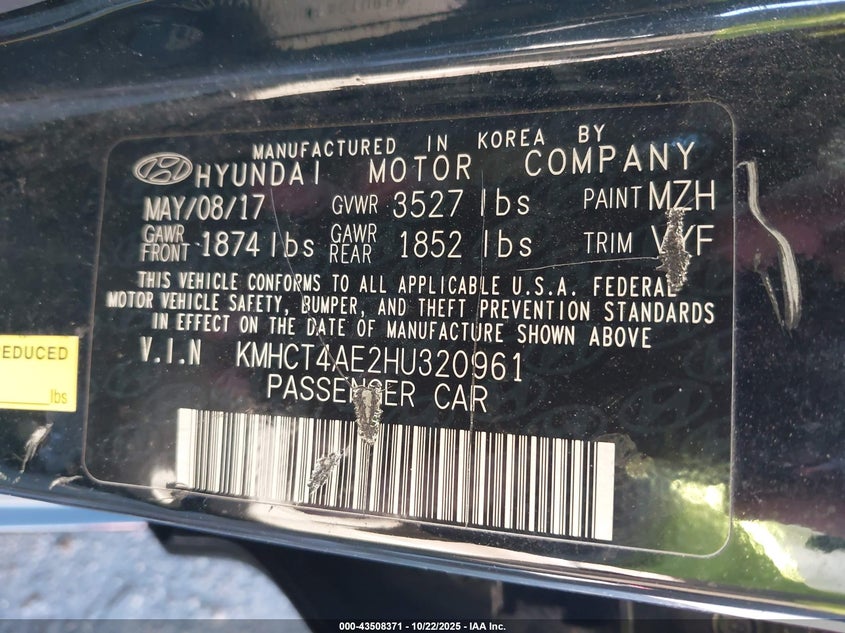 MANUFACTURED IN KOREA BY
HYUNDAI MOTOR COMPANY
MAY/08/17 GVWR 3527 lbs PAINT MZH
GAWR FRONT 1874 lbs GAWR REAR 1852 lbs TRIM
THIS VEHICLE CONFORMS TO ALL APPLICABLE U.S.A. FEDERAL
MOTOR VEHICLE SAFETY, BUMPER, AND THEFT PREVENTION STANDARDS
IN EFFECT ON THE DATE OF MANUFACTURE SHOWN ABOVE
V.I.N KMHCT4AE2HU320961
PASSENGER CAR
REDUCED
lbs
000-43508371 - 10/22/2025 - IAA Inc.